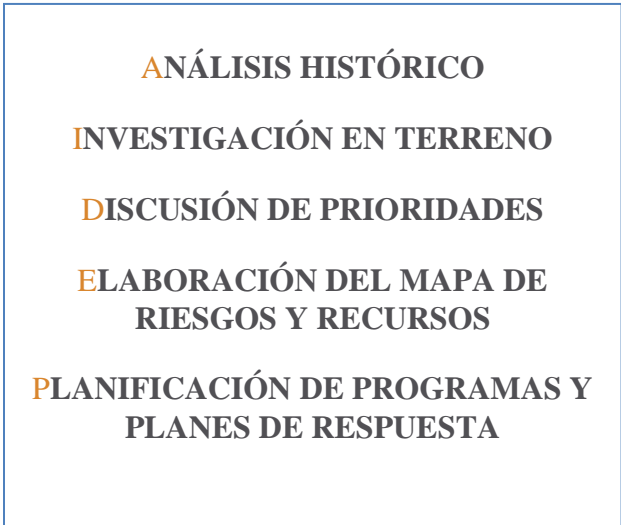 ANÁLISIS HISTÓRICO
INVESTIGACIÓN EN TERRENO
DISCUSIÓN DE PRIORIDADES
ELABORACIÓN DEL MAPA DE
RIESGOS Y RECURSOS
PLANIFICACIÓN DE PROGRAMAS Y
PLANES DE RESPUESTA